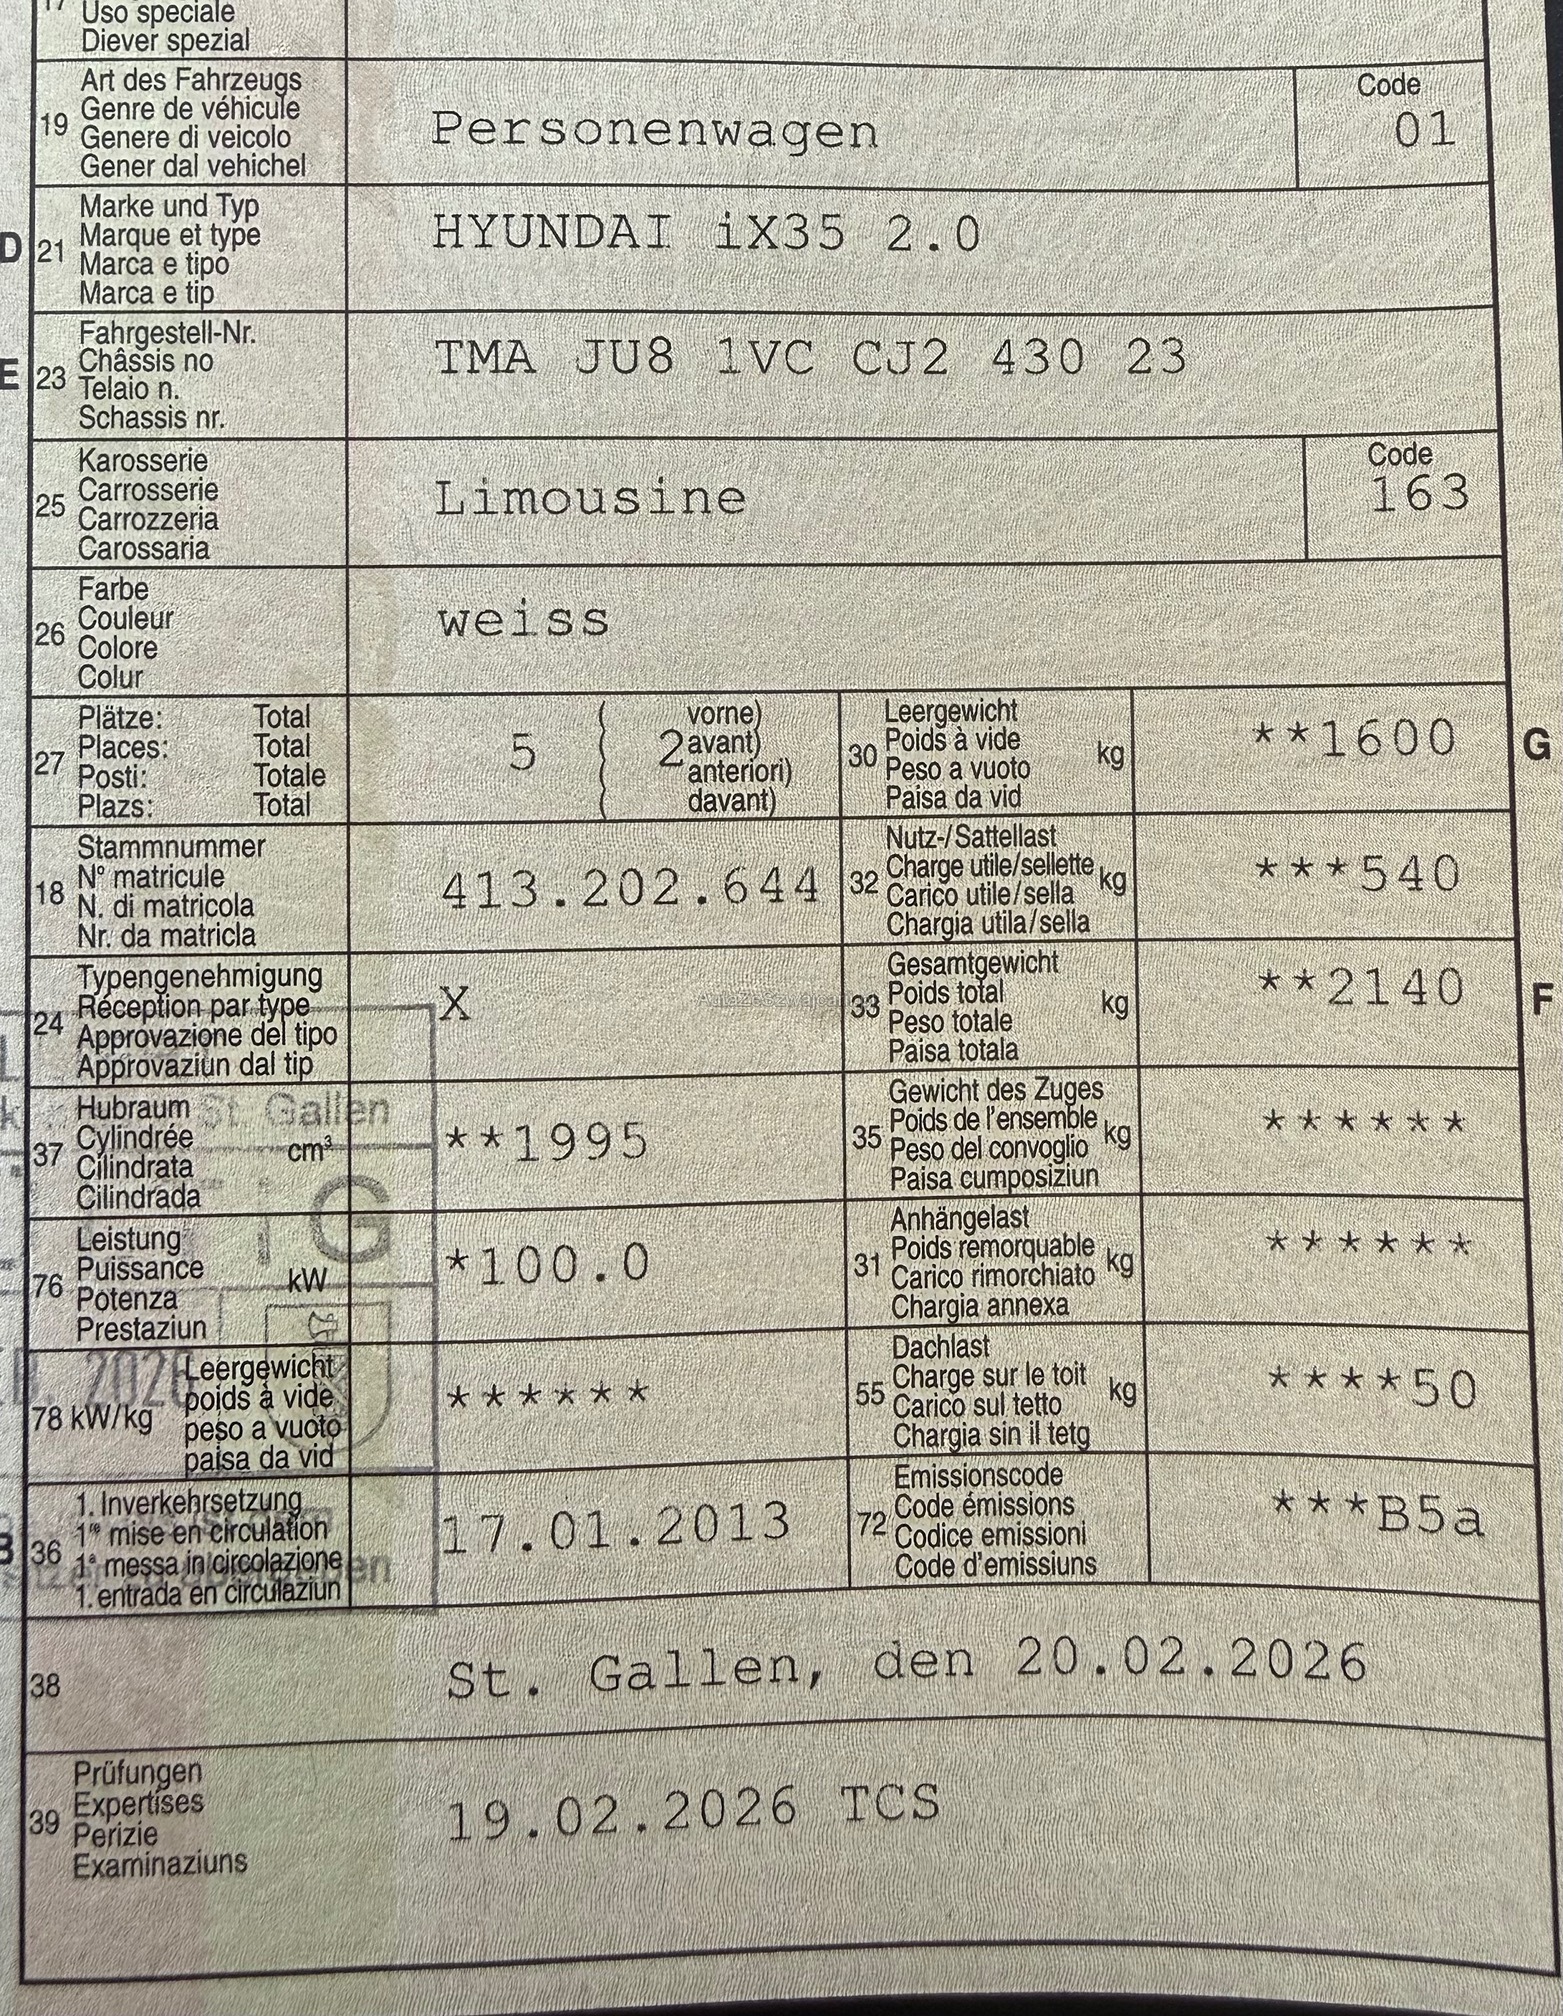 17 Uso speciale
Diever spezial
19 Art des Fahrzeugs
Genre de véhicule
Genere di veicolo
Gener dal vehichel
Personenwagen
Code
01
D 21 Marke und Typ
Marque et type
Marca e tipo
Marca e tip
HYUNDAI iX35 2.0
E 23 Fahrgestell-Nr.
Châssis no
Telaio n.
Schassis nr.
TMA JU8 1VC CJ2 430 23
25 Karosserie
Carrosserie
Carrozzeria
Carossaria
Limousine
Code
163
26 Farbe
Couleur
Colore
Colur
weiss
27 Plätze: Total
Places: Total
Posti: Totale
Plazs: Total
5 ( 2 vorne)
avant)
anteriori)
davant)
30 Leergewicht
Poids à vide kg
Peso a vuoto
Paisa da vid
**1600 G
18 Stammnummer
N° matricule
N. di matricola
Nr. da matricla
413.202.644
32 Nutz-/Sattellast
Charge utile/sellette kg
Carico utile/sella
Chargia utila/sella
***540
24 Typengenehmigung
Réception par type
Approvazione del tipo
Approvaziun dal tip
X
33 Gesamtgewicht
Poids total kg
Peso totale
Paisa totala
**2140 F
37 Hubraum
Cylindrée cm³
Cilindrata
Cilindrada
St. Gallen
**1995
35 Gewicht des Zuges
Poids de l'ensemble kg
Peso del convoglio
Paisa cumposiziun
******
76 Leistung
Puissance kW
Potenza
Prestaziun
G
*100.0
31 Anhängelast
Poids remorquable kg
Carico rimorchiato
Chargia annexa
******
78 kW/kg Leergewicht
poids à vide
peso a vuoto
paisa da vid
2026
******
55 Dachlast
Charge sur le toit kg
Carico sul tetto
Chargia sin il tetg
****50
B 36 1. Inverkehrsetzung
1re mise en circulation
1a messa in circolazione
1. entrada en circulaziun
17.01.2013
72 Emissionscode
Code émissions
Codice emissioni
Code d'emissiuns
***B5a
38 St. Gallen, den 20.02.2026
39 Prüfungen
Expertises
Perizie
Examinaziuns
19.02.2026 TCS